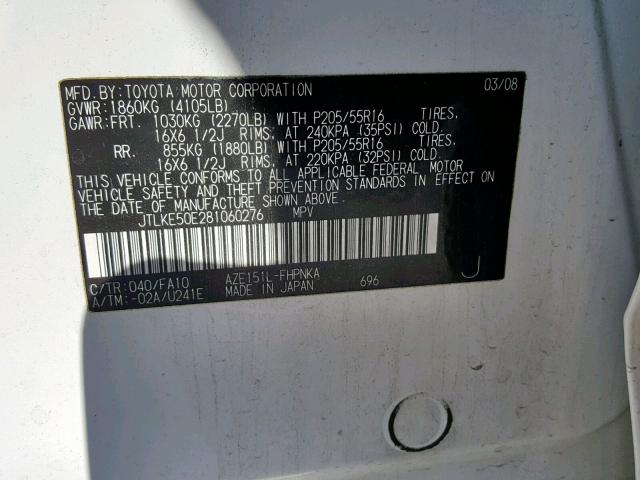 MFD.BY:TOYOTA MOTOR CORPORATION 03/08
GVWR:1860KG (4105LB)
GAWR:FRT. 1030KG (2270LB) WITH P205/55R16 TIRES,
16X6 1/2J RIMS, AT 240KPA (35PSI) COLD.
RR. 855KG (1880LB) WITH P205/55R16 TIRES,
16X6 1/2J RIMS, AT 220KPA (32PSI) COLD.
THIS VEHICLE CONFORMS TO ALL APPLICABLE FEDERAL MOTOR
VEHICLE SAFETY AND THEFT PREVENTION STANDARDS IN EFFECT ON
THE DATE OF MANUFACTURE SHOWN ABOVE.
JTLKE50E281060276 MPV
C/TR:040/FA10 AZE151L-FHPNKA J
A/TM:-02A/U241E MADE IN JAPAN 696